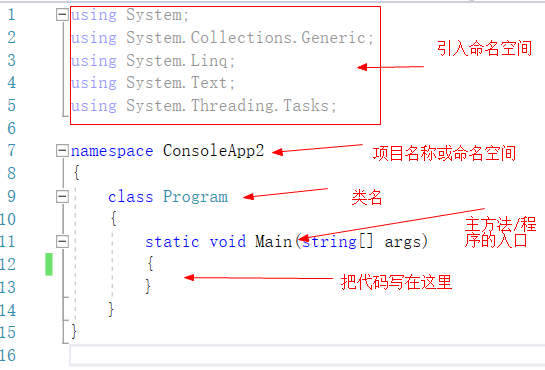 1 using System;
2 using System.Collections.Generic;
3 using System.Linq;
引入命名空间
4 using System.Text;
5 using System.Threading.Tasks;
6
7 namespace ConsoleApp2
项目名称或命名空间
8 {
9 class Program
类名
10 {
主方法/程
序的入口
11 static void Main(string[] args)
12 {
把代码写在这里
13 }
14 }
15 }
16